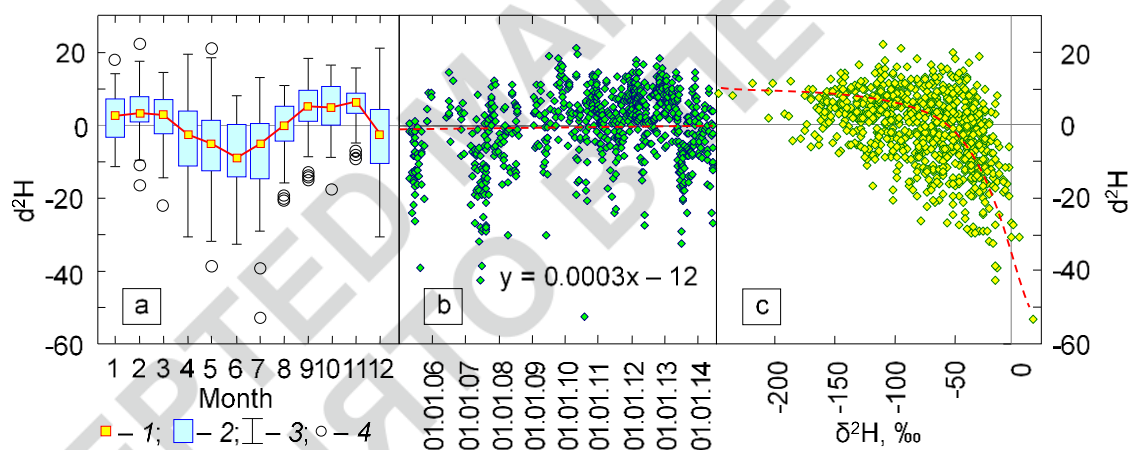 20
0
-20
-40
-60
d²H
a
1 2 3 4 5 6 7 8 9 10 11 12
Month
– 1; – 2; – 3; – 4
y = 0.0003x – 12
b
01.01.06
01.01.07
01.01.08
01.01.09
01.01.10
01.01.11
01.01.12
01.01.13
01.01.14
c
-200
-150
-100
-50
0
δ²H, ‰
20
0
-20
-40
-60
d²H